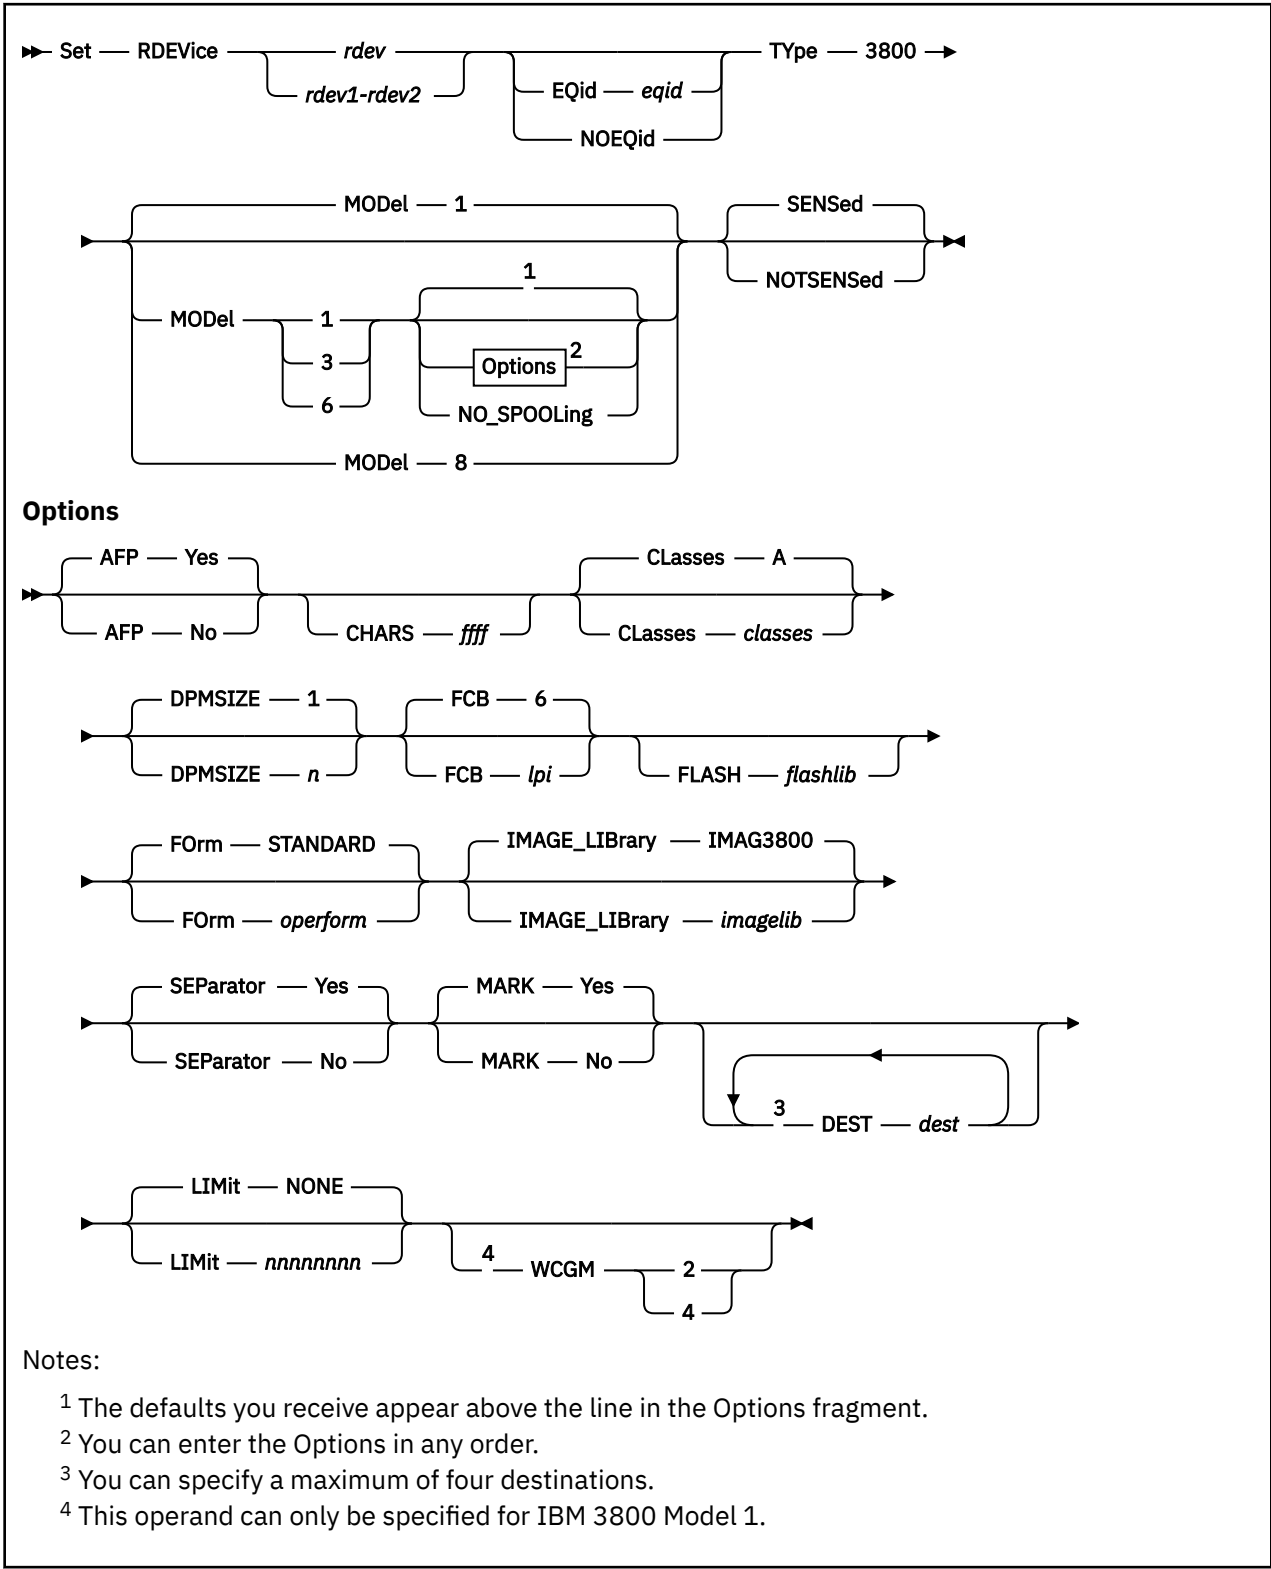 Set RDEVice rdev TYpe 3800
rdev1-rdev2 EQid eqid
NOEQid
MODel 1 SENSed
NOTSENSed
1
MODel 1
3 Options 2
6 NO_SPOOLing
MODel 8
Options
AFP Yes CLasses A
AFP No CHARS ffff CLasses classes
DPMSIZE 1 FCB 6
DPMSIZE n FCB lpi FLASH flashlib
FOrm STANDARD IMAGE_LIBrary IMAG3800
FOrm operform IMAGE_LIBrary imagelib
SEParator Yes MARK Yes
SEParator No MARK No
3 DEST dest
LIMit NONE
LIMit nnnnnnnn 4 WCGM 2
4
Notes:
1 The defaults you receive appear above the line in the Options fragment.
2 You can enter the Options in any order.
3 You can specify a maximum of four destinations.
4 This operand can only be specified for IBM 3800 Model 1.